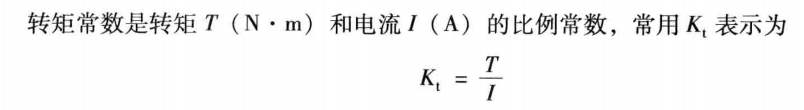 转矩常数是转矩 T（N·m）和电流 I（A）的比例常数，常用 Kt 表示为
Kt = T/I